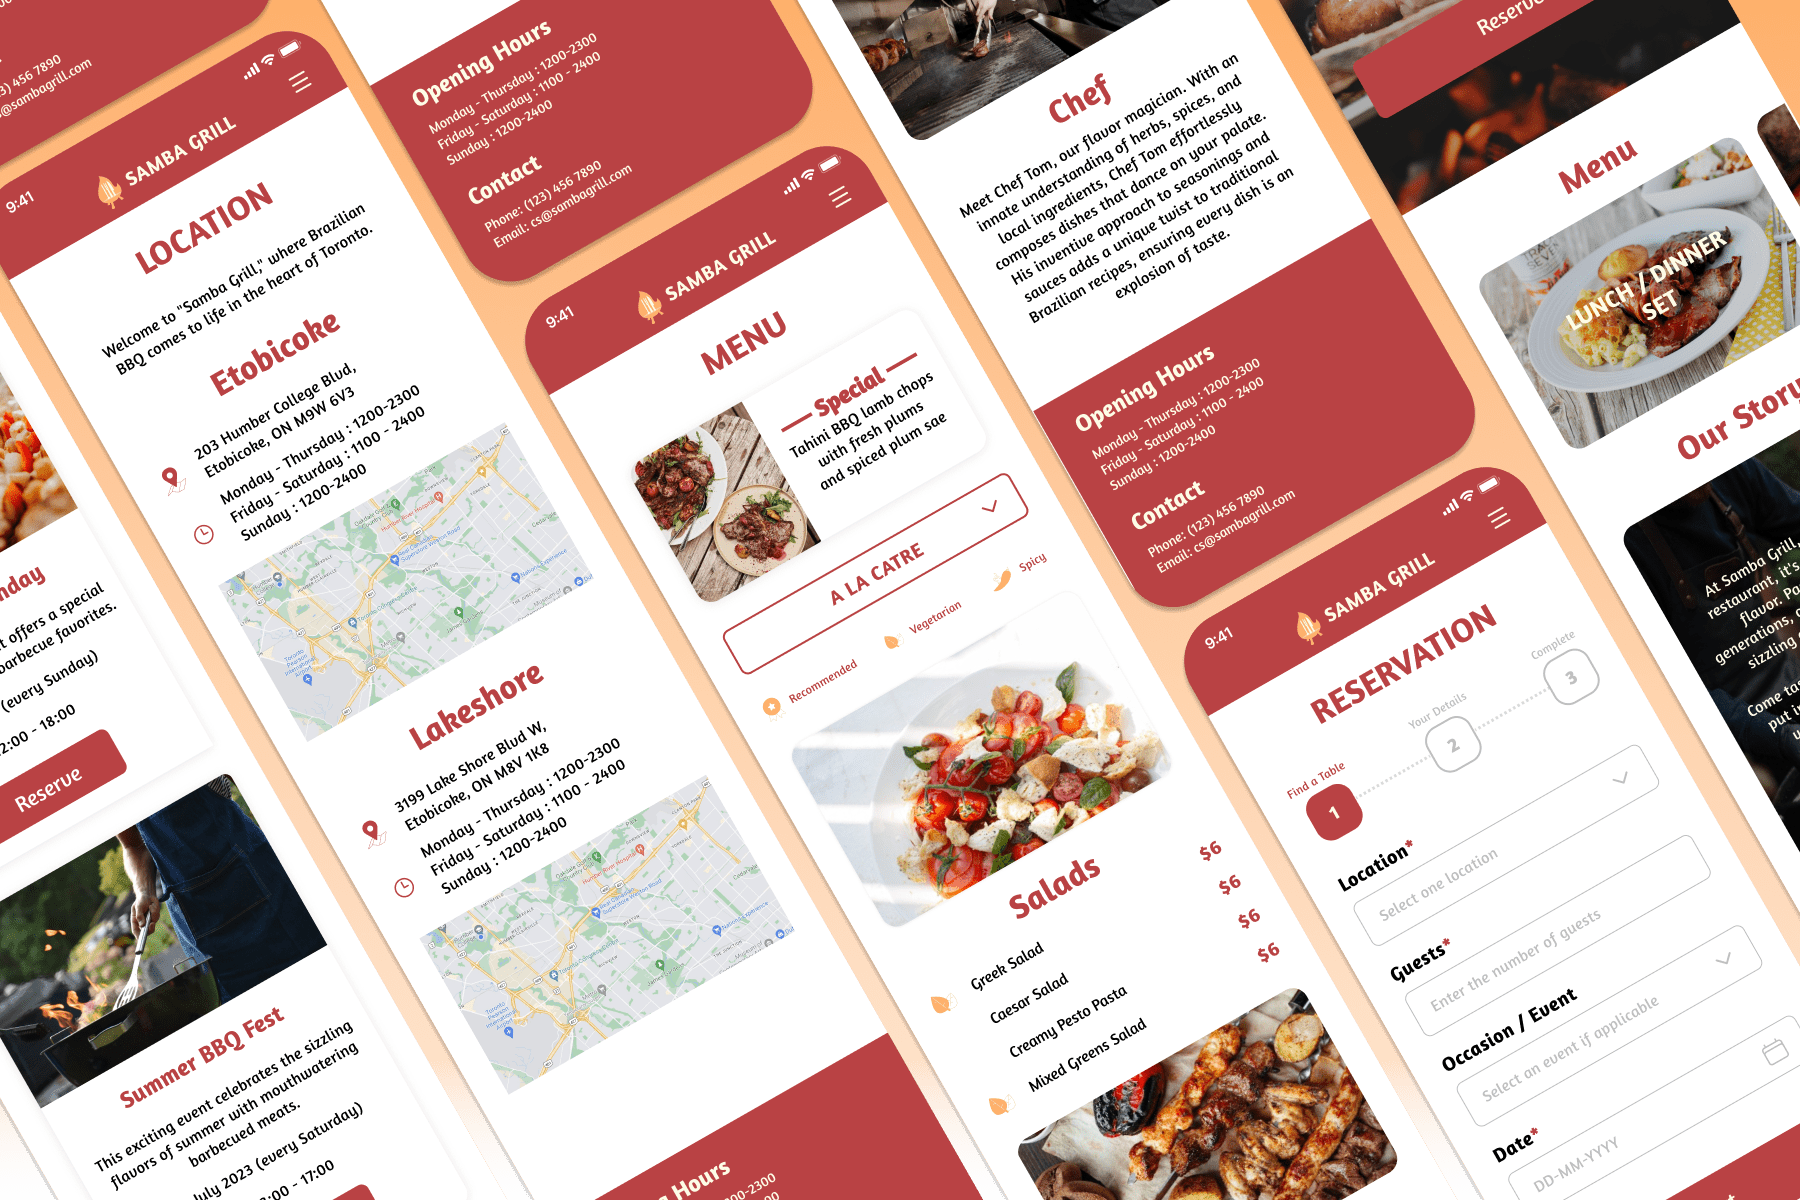 3) 456 7890
s@sambagrill.com
9:41
SAMBA GRILL
LOCATION
Welcome to "Samba Grill," where Brazilian
BBQ comes to life in the heart of Toronto.
Etobicoke
203 Humber College Blvd,
Etobicoke, ON M9W 6V3
Monday - Thursday : 1200-2300
Friday - Saturday : 1100 - 2400
Sunday : 1200-2400
Lakeshore
3199 Lake Shore Blvd W,
Etobicoke, ON M8V 1K8
Monday - Thursday : 1200-2300
Friday - Saturday : 1100 - 2400
Sunday : 1200-2400
Hours
00-2300
00 - 2400
00
nday
t offers a special
barbecue favorites.
(every Sunday)
2:00 - 18:00
Reserve
Summer BBQ Fest
This exciting event celebrates the sizzling
flavors of summer with mouthwatering
barbecued meats.
uly 2023 (every Saturday)
:00 - 17:00
Opening Hours
Monday - Thursday : 1200-2300
Friday - Saturday : 1100 - 2400
Sunday : 1200-2400
Contact
Phone: (123) 456 7890
Email: cs@sambagrill.com
9:41
SAMBA GRILL
MENU
Special
Tahini BBQ lamb chops
with fresh plums
and spiced plum sae
A LA CATRE
Recommended
Vegetarian
Spicy
Salads
Greek Salad $6
Caesar Salad $6
Creamy Pesto Pasta $6
Mixed Greens Salad $6
Chef
Meet Chef Tom, our flavor magician. With an
innate understanding of herbs, spices, and
local ingredients, Chef Tom effortlessly
composes dishes that dance on your palate.
His inventive approach to seasonings and
sauces adds a unique twist to traditional
Brazilian recipes, ensuring every dish is an
explosion of taste.
Opening Hours
Monday - Thursday : 1200-2300
Friday - Saturday : 1100 - 2400
Sunday : 1200-2400
Contact
Phone: (123) 456 7890
Email: cs@sambagrill.com
9:41
SAMBA GRILL
RESERVATION
Find a Table
1
Your Details
2
Complete
3
Location*
Select one location
Guests*
Enter the number of guests
Occasion / Event
Select an event if applicable
Date*
DD-MM-YYYY
Reserve
Menu
LUNCH / DINNER
SET
Our Story
At Samba Grill,
restaurant, it's
flavor. Pa
generations,
sizzling
Come tas
put in